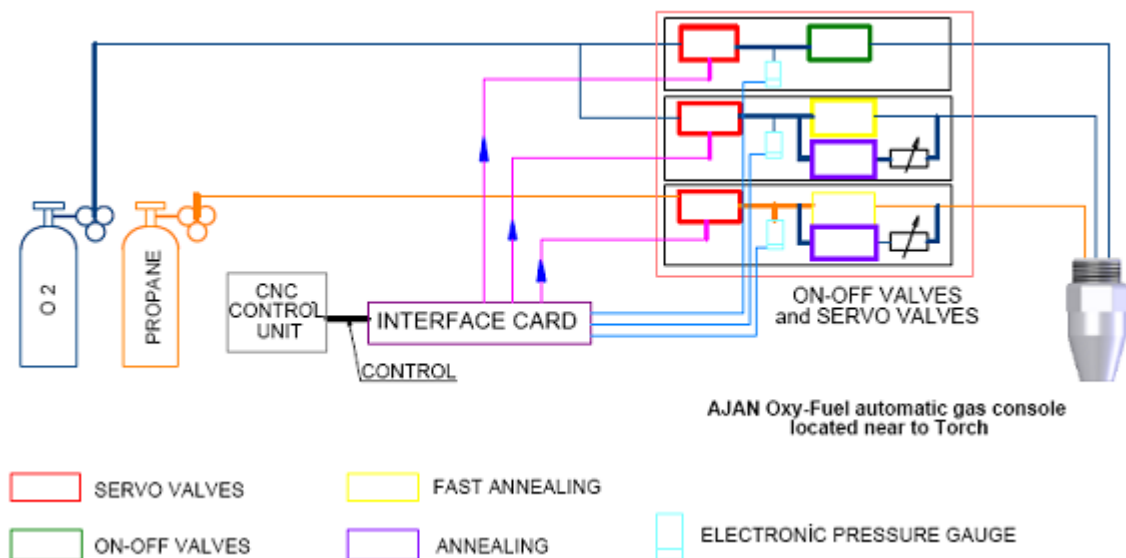 O 2
PROPANE
CNC
CONTROL
UNIT
INTERFACE CARD
CONTROL
ON-OFF VALVES
and SERVO VALVES
AJAN Oxy-Fuel automatic gas console
located near to Torch
SERVO VALVES
FAST ANNEALING
ELECTRONİC PRESSURE GAUGE
ON-OFF VALVES
ANNEALING